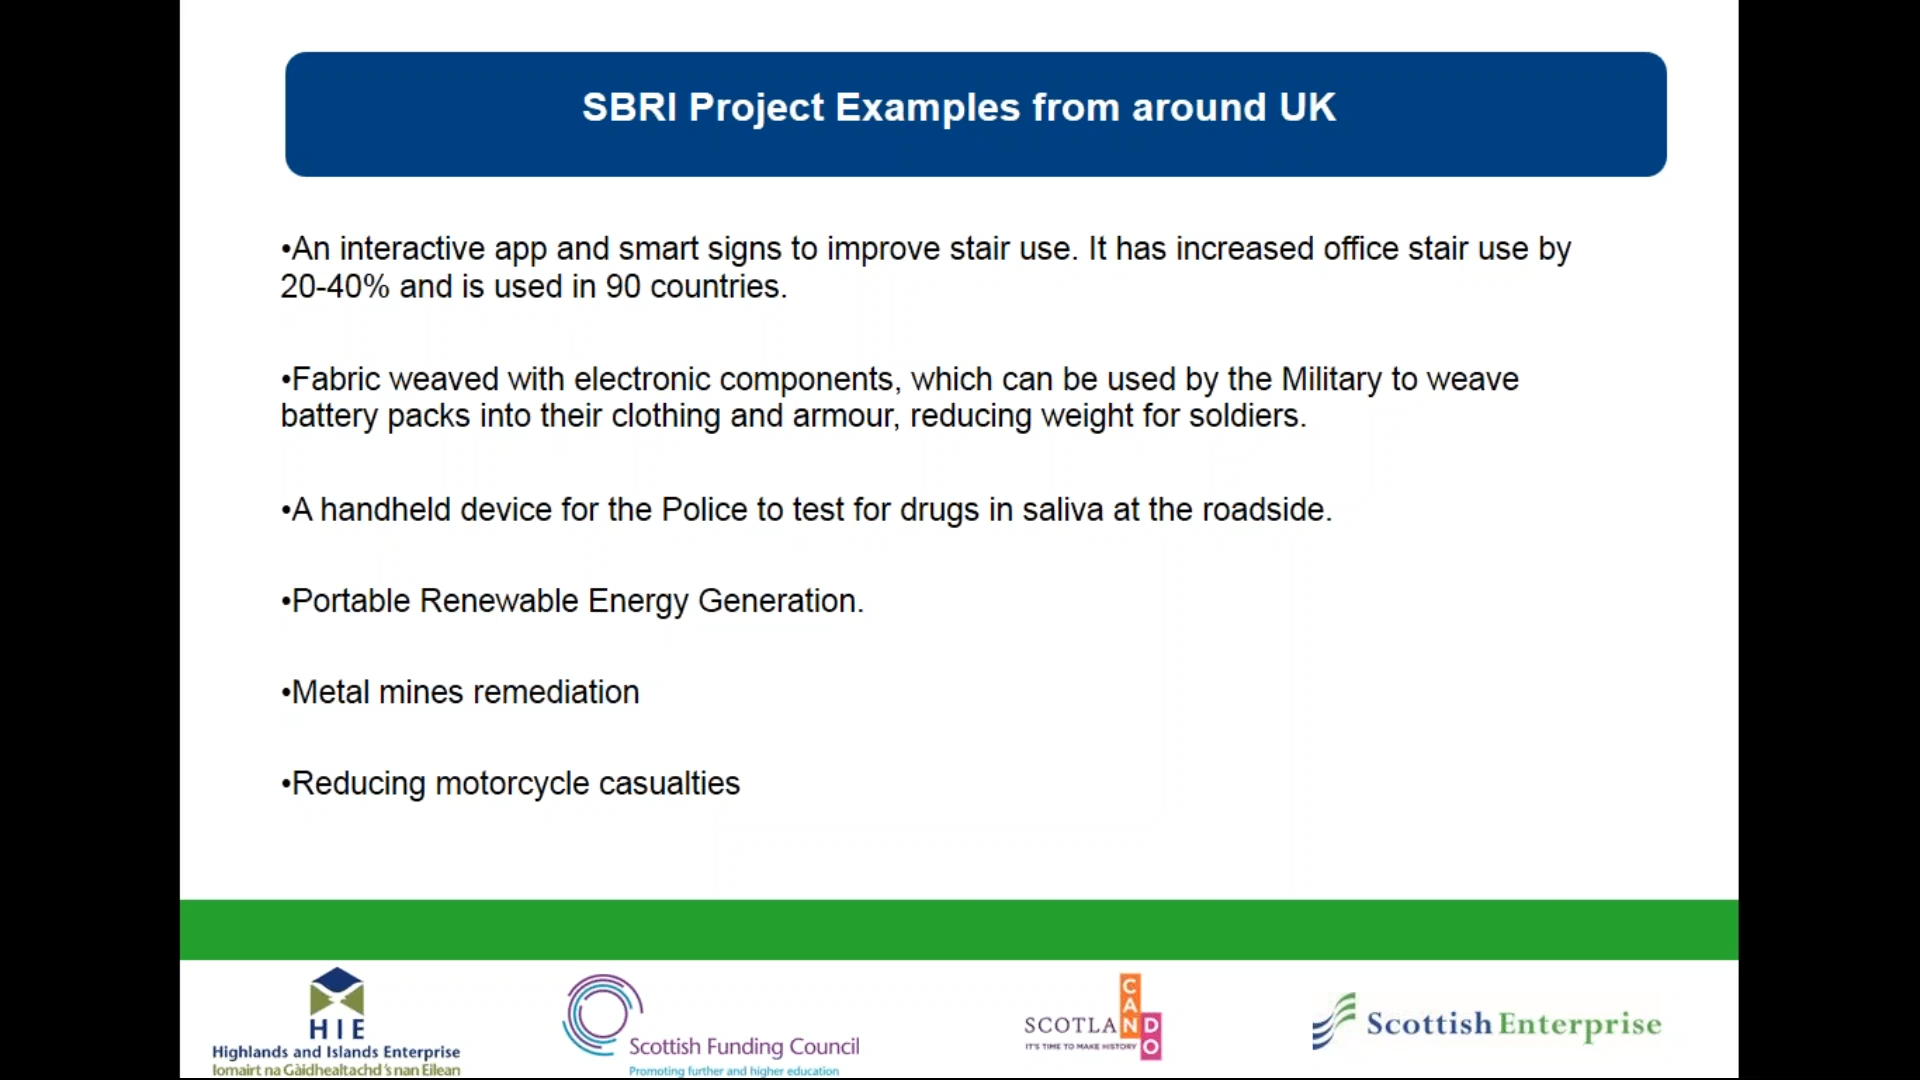 SBRI Project Examples from around UK
•An interactive app and smart signs to improve stair use. It has increased office stair use by
20-40% and is used in 90 countries.
•Fabric weaved with electronic components, which can be used by the Military to weave
battery packs into their clothing and armour, reducing weight for soldiers.
•A handheld device for the Police to test for drugs in saliva at the roadside.
•Portable Renewable Energy Generation.
•Metal mines remediation
•Reducing motorcycle casualties
HIE
Highlands and Islands Enterprise
Iomairt na Gàidhealtachd 's nan Eilean
Scottish Funding Council
Promoting further and higher education
SCOTLAND
CAN
DO
IT'S TIME TO MAKE HISTORY
Scottish Enterprise